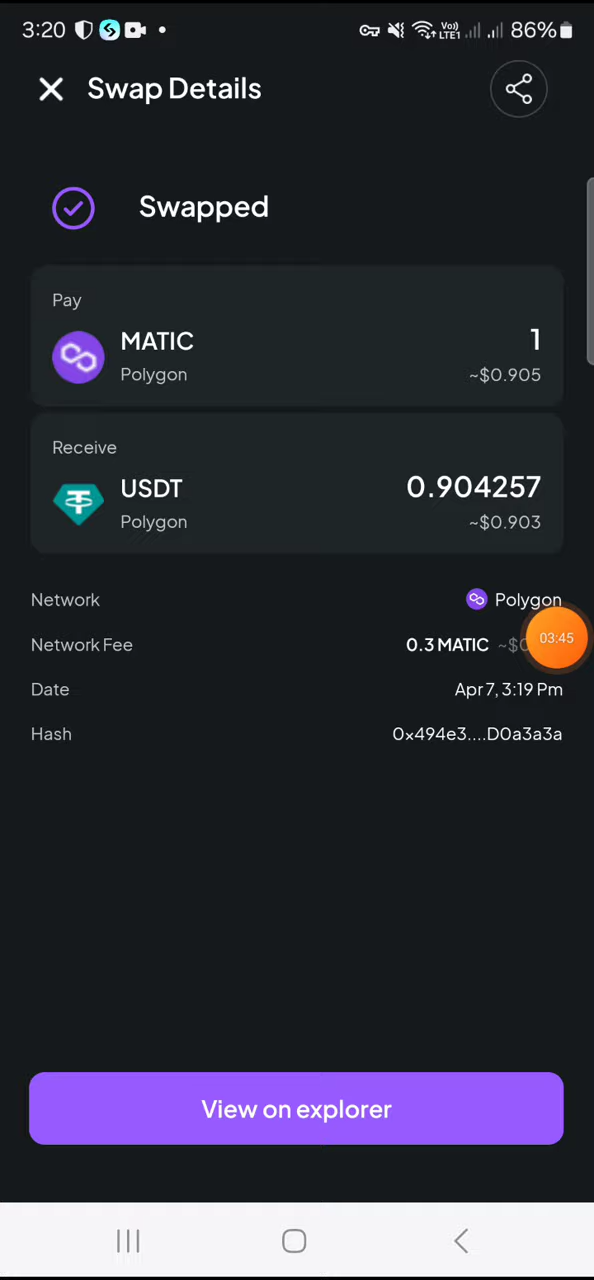 3:20 Vo)) LTE1 86%
Swap Details
Swapped
Pay
MATIC 1
Polygon ~$0.905
Receive
USDT 0.904257
Polygon ~$0.903
Network Polygon
Network Fee 0.3 MATIC ~$
03:45
Date Apr 7, 3:19 Pm
Hash 0x494e3....D0a3a3a
View on explorer